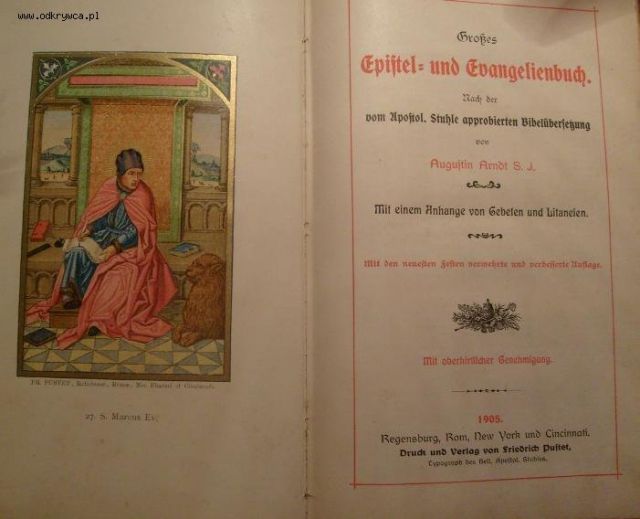 www.odkrywca.pl
FR. PUSTET, Ratisbonae, Romae, Neo Eboraci et Cincinnati.
27. S. Marcus Ev.
Großes
Epistel- und Evangelienbuch.
Nach der
vom Apostol. Stuhle approbierten Bibelübersetzung
von
Augustin Arndt S. J.
Mit einem Anhange von Gebeten und Litaneien.
Mit den neuesten Festen vermehrte und verbesserte Auflage.
Mit oberhirtlicher Genehmigung.
1905.
Regensburg, Rom, New York und Cincinnati.
Druck und Verlag von Friedrich Pustet,
Typograph des Heil. Apostol. Stuhles.